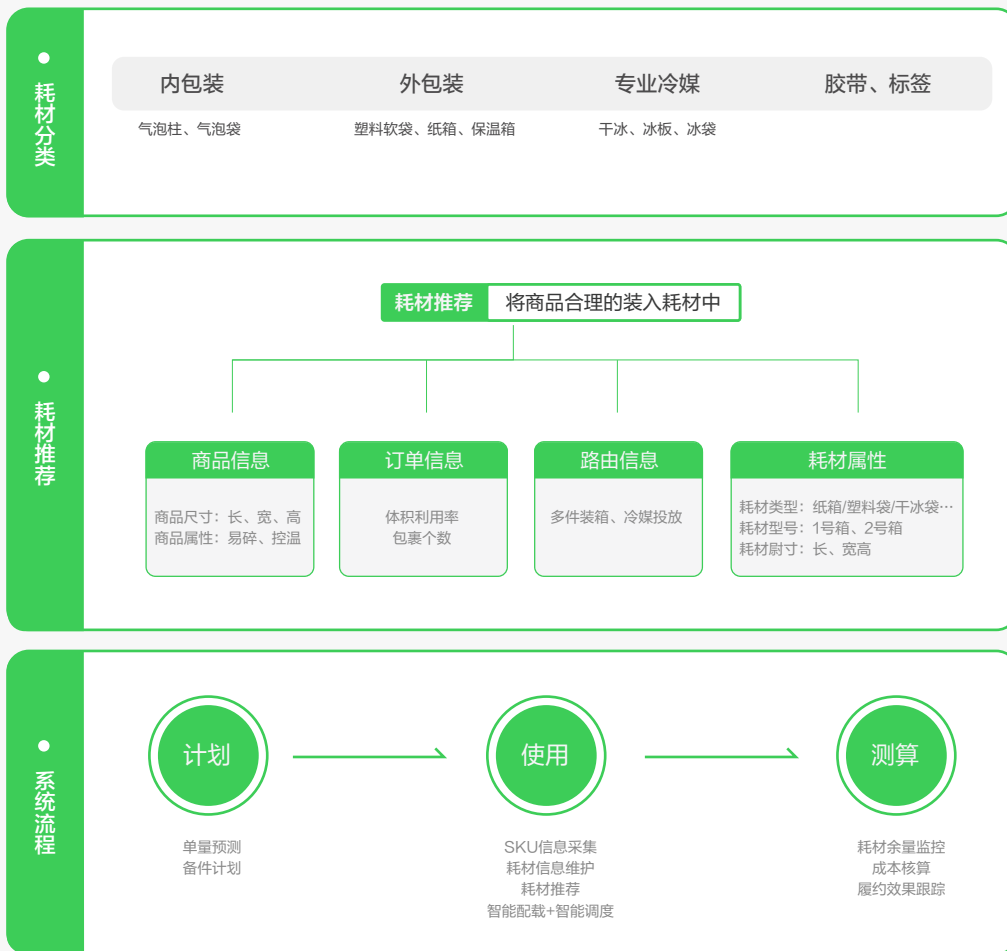 耗材分类
内包装
外包装
专业冷媒
胶带、标签
气泡柱、气泡袋
塑料软袋、纸箱、保温箱
干冰、冰板、冰袋
耗材推荐
耗材推荐 将商品合理的装入耗材中
商品信息
商品尺寸：长、宽、高
商品属性：易碎、控温
订单信息
体积利用率
包裹个数
路由信息
多件装箱、冷媒投放
耗材属性
耗材类型：纸箱/塑料袋/干冰袋…
耗材型号：1号箱、2号箱
耗材尉寸：长、宽高
系统流程
计划
单量预测
备件计划
使用
SKU信息采集
耗材信息维护
耗材推荐
智能配载+智能调度
测算
耗材余量监控
成本核算
履约效果跟踪